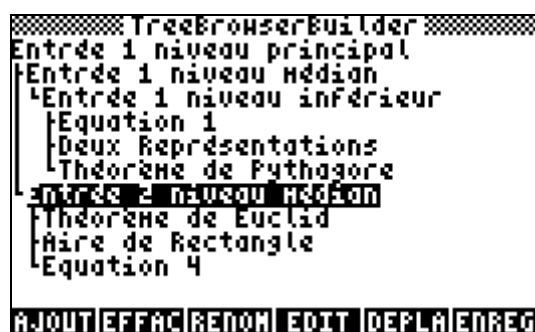 TreeBrowserBuilder
Entrée 1 niveau principal
Entrée 1 niveau médian
Entrée 1 niveau inférieur
Equation 1
Deux Représentations
Théorème de Pythagore
Entrée 2 niveau médian
Théorème de Euclid
Aire de Rectangle
Equation 4
AJOUT EFFAC RENOM EDIT DEPLA ENREG